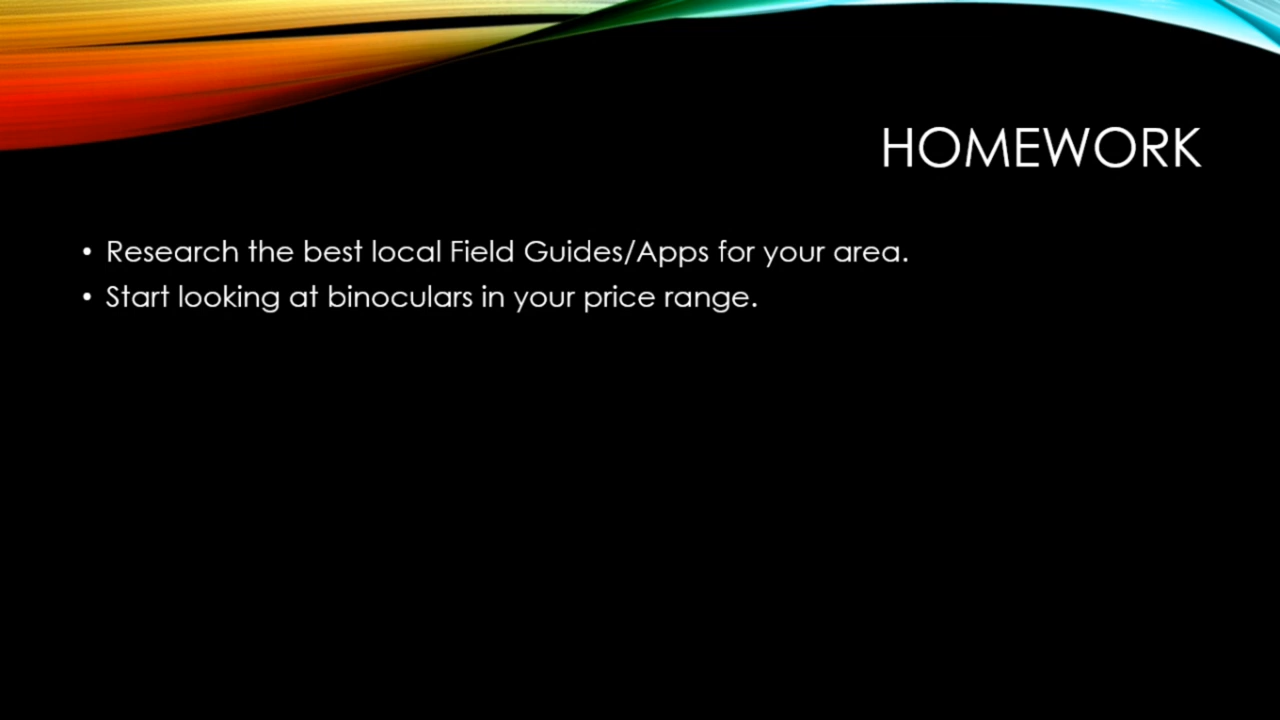 HOMEWORK
• Research the best local Field Guides/Apps for your area.
• Start looking at binoculars in your price range.